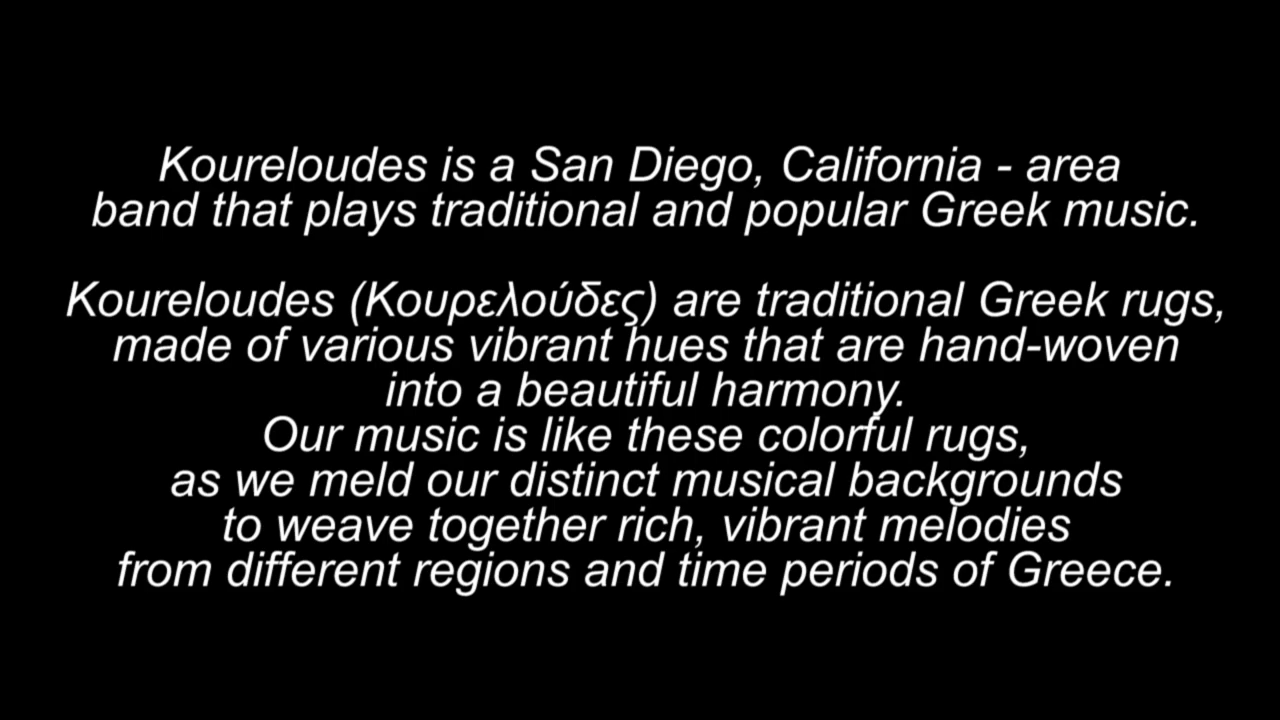 Koureloudes is a San Diego, California - area
band that plays traditional and popular Greek music.
Koureloudes (Κουρελούδες) are traditional Greek rugs,
made of various vibrant hues that are hand-woven
into a beautiful harmony.
Our music is like these colorful rugs,
as we meld our distinct musical backgrounds
to weave together rich, vibrant melodies
from different regions and time periods of Greece.